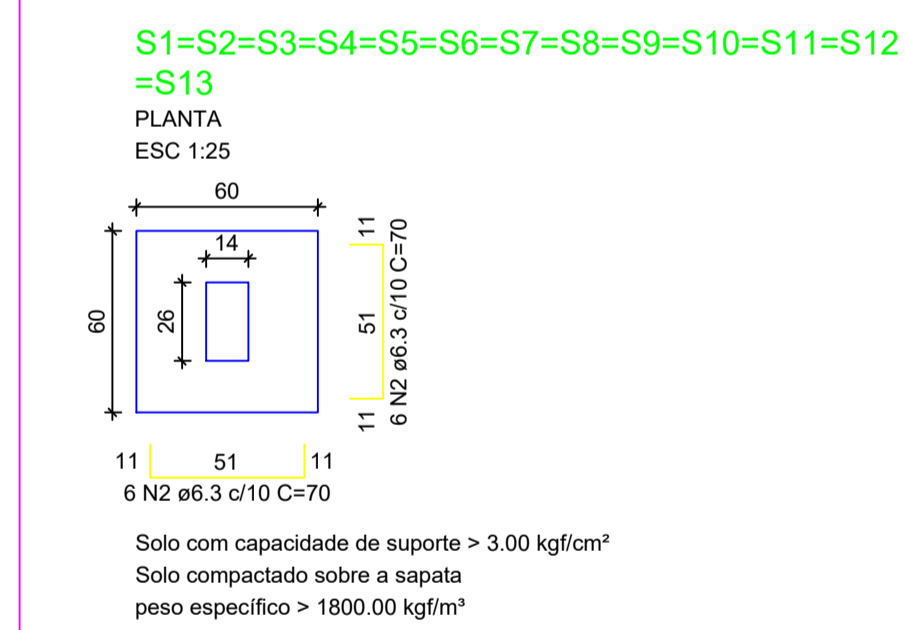 S1=S2=S3=S4=S5=S6=S7=S8=S9=S10=S11=S12
=S13
PLANTA
ESC 1:25
60
14
60
26
11
51
11
6 N2 ø6.3 c/10 C=70
11
51
11
6 N2 ø6.3 c/10 C=70
Solo com capacidade de suporte > 3.00 kgf/cm²
Solo compactado sobre a sapata
peso específico > 1800.00 kgf/m³